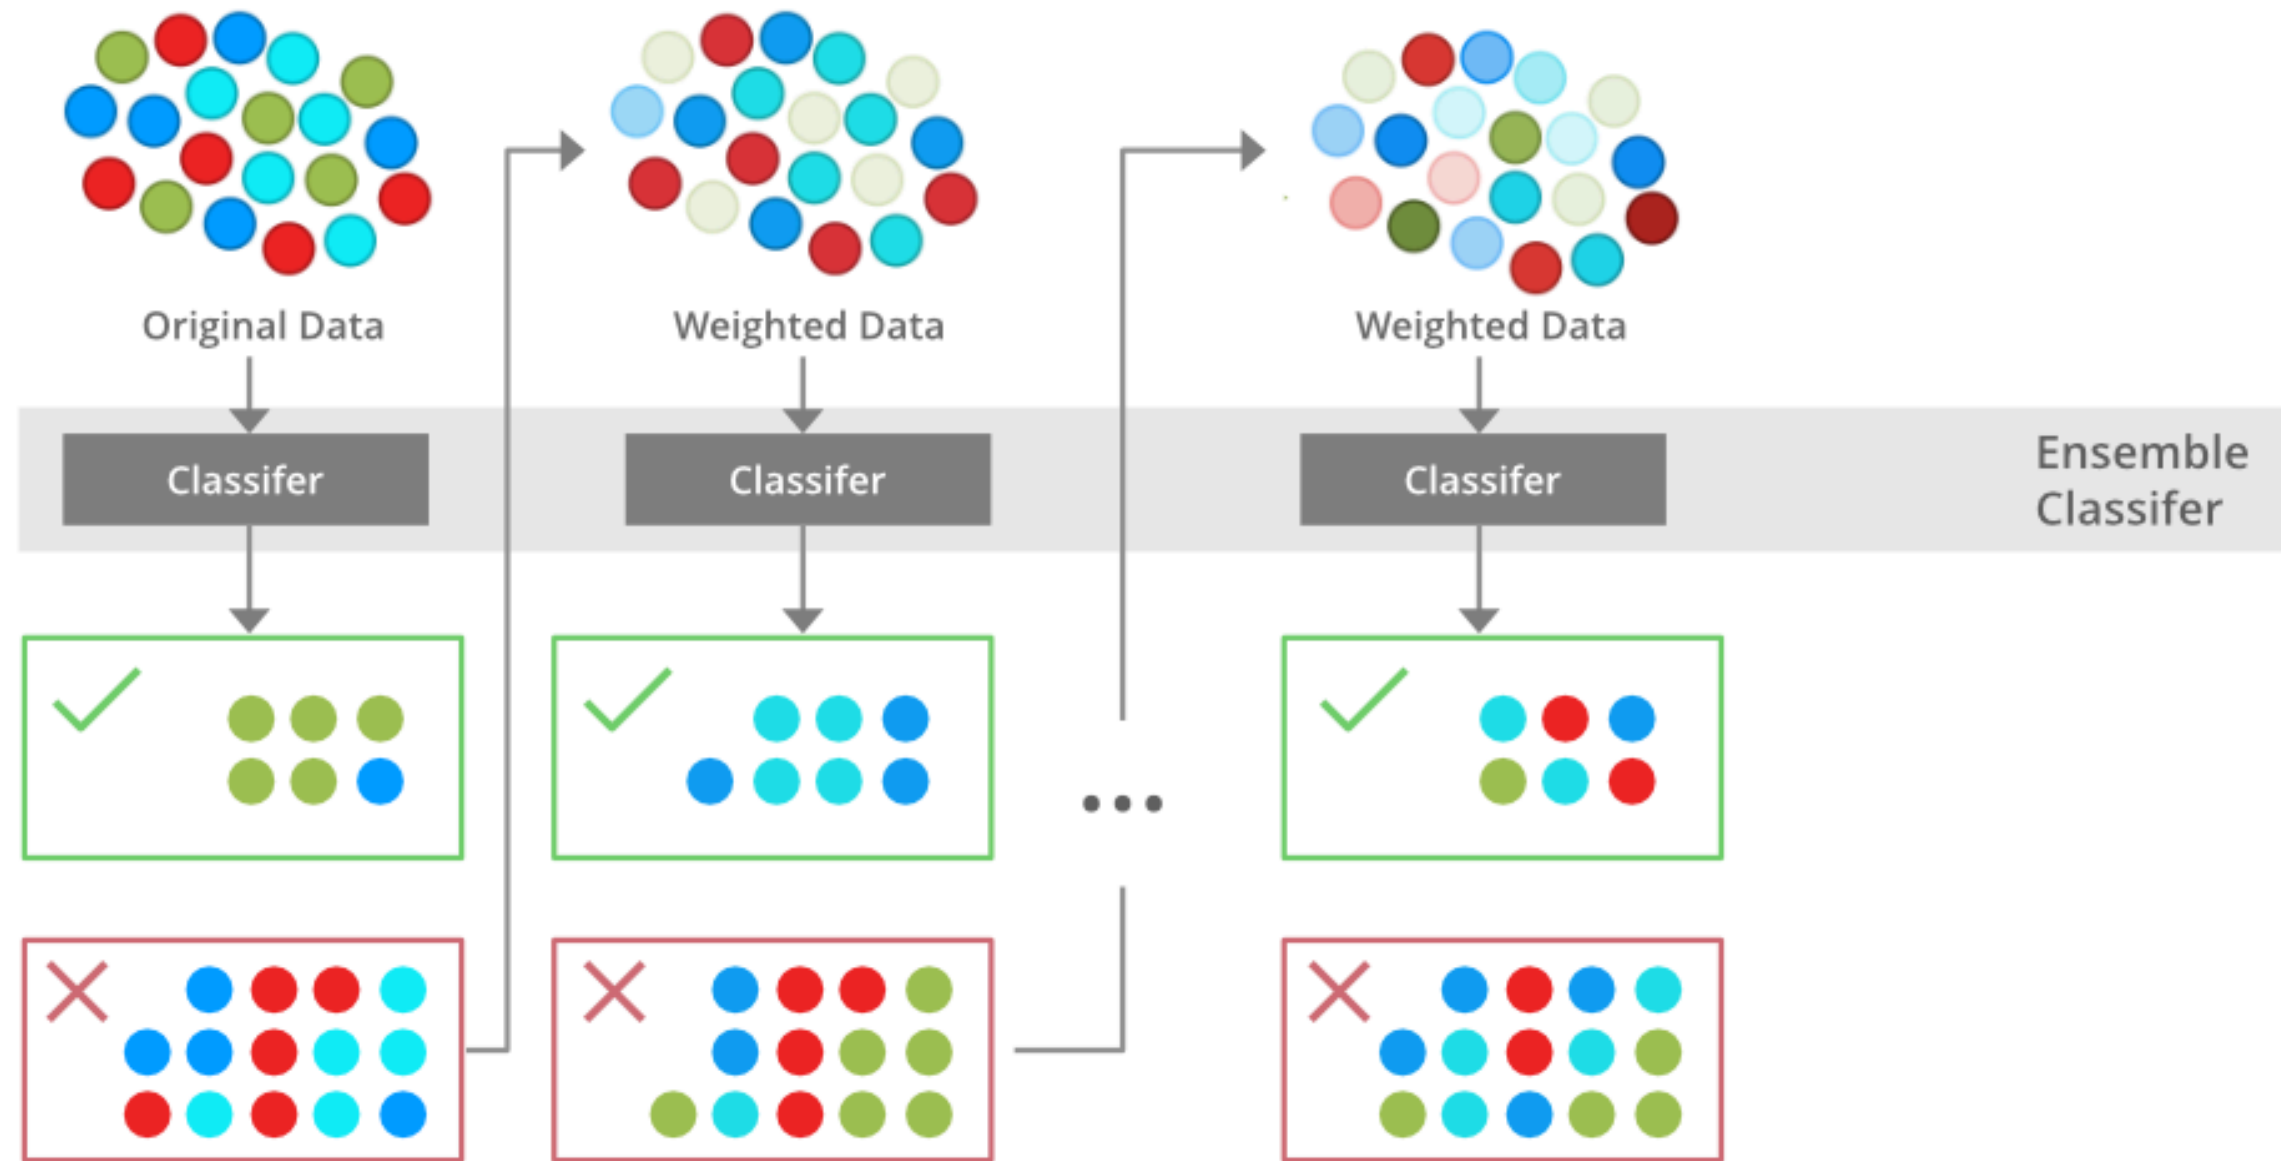 Original Data
Weighted Data
Weighted Data
Classifer
Classifer
Classifer
Ensemble
Classifer
...